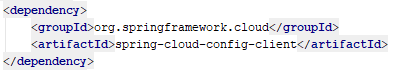 <dependency>
    <groupId>org.springframework.cloud</groupId>
    <artifactId>spring-cloud-config-client</artifactId>
</dependency>